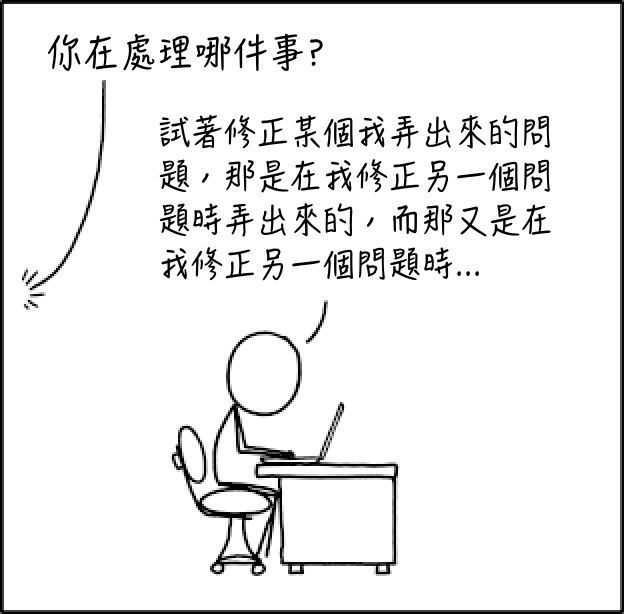 你在處理哪件事?
試著修正某個我弄出來的問
題，那是在我修正另一個問
題時弄出來的，而那又是在
我修正另一個問題時...